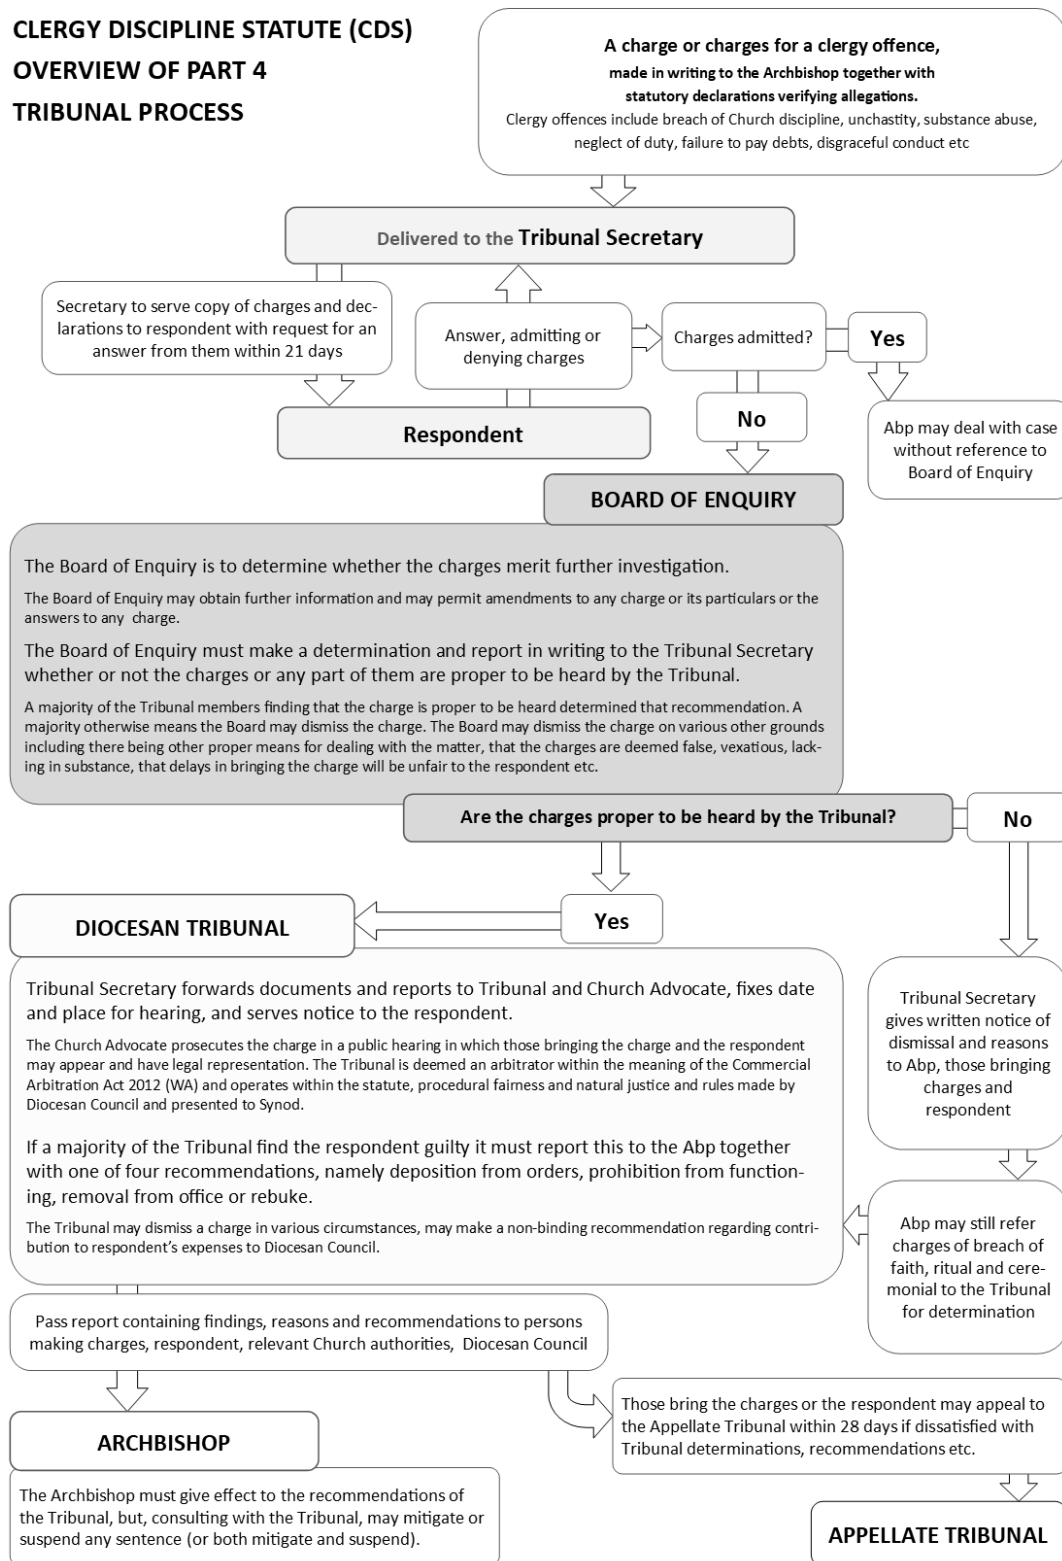 CLERGY DISCIPLINE STATUTE (CDS)
OVERVIEW OF PART 4
TRIBUNAL PROCESS
A charge or charges for a clergy offence,
made in writing to the Archbishop together with
statutory declarations verifying allegations.
Clergy offences include breach of Church discipline, unchastity, substance abuse,
neglect of duty, failure to pay debts, disgraceful conduct etc
Delivered to the Tribunal Secretary
Secretary to serve copy of charges and dec-
larations to respondent with request for an
answer from them within 21 days
Answer, admitting or
denying charges
Charges admitted?
Yes
Respondent
No
Abp may deal with case
without reference to
Board of Enquiry
BOARD OF ENQUIRY
The Board of Enquiry is to determine whether the charges merit further investigation.
The Board of Enquiry may obtain further information and may permit amendments to any charge or its particulars or the
answers to any charge.
The Board of Enquiry must make a determination and report in writing to the Tribunal Secretary
whether or not the charges or any part of them are proper to be heard by the Tribunal.
A majority of the Tribunal members finding that the charge is proper to be heard determined that recommendation. A
majority otherwise means the Board may dismiss the charge. The Board may dismiss the charge on various other grounds
including there being other proper means for dealing with the matter, that the charges are deemed false, vexatious, lack-
ing in substance, that delays in bringing the charge will be unfair to the respondent etc.
Are the charges proper to be heard by the Tribunal?
No
Yes
DIOCESAN TRIBUNAL
Tribunal Secretary forwards documents and reports to Tribunal and Church Advocate, fixes date
and place for hearing, and serves notice to the respondent.
The Church Advocate prosecutes the charge in a public hearing in which those bringing the charge and the respondent
may appear and have legal representation. The Tribunal is deemed an arbitrator within the meaning of the Commercial
Arbitration Act 2012 (WA) and operates within the statute, procedural fairness and natural justice and rules made by
Diocesan Council and presented to Synod.
If a majority of the Tribunal find the respondent guilty it must report this to the Abp together
with one of four recommendations, namely deposition from orders, prohibition from function-
ing, removal from office or rebuke.
The Tribunal may dismiss a charge in various circumstances, may make a non-binding recommendation regarding contri-
bution to respondent's expenses to Diocesan Council.
Tribunal Secretary
gives written notice of
dismissal and reasons
to Abp, those bringing
charges and
respondent
Abp may still refer
charges of breach of
faith, ritual and cere-
monial to the Tribunal
for determination
Pass report containing findings, reasons and recommendations to persons
making charges, respondent, relevant Church authorities, Diocesan Council
Those bring the charges or the respondent may appeal to
the Appellate Tribunal within 28 days if dissatisfied with
Tribunal determinations, recommendations etc.
ARCHBISHOP
The Archbishop must give effect to the recommendations of
the Tribunal, but, consulting with the Tribunal, may mitigate or
suspend any sentence (or both mitigate and suspend).
APPELLATE TRIBUNAL